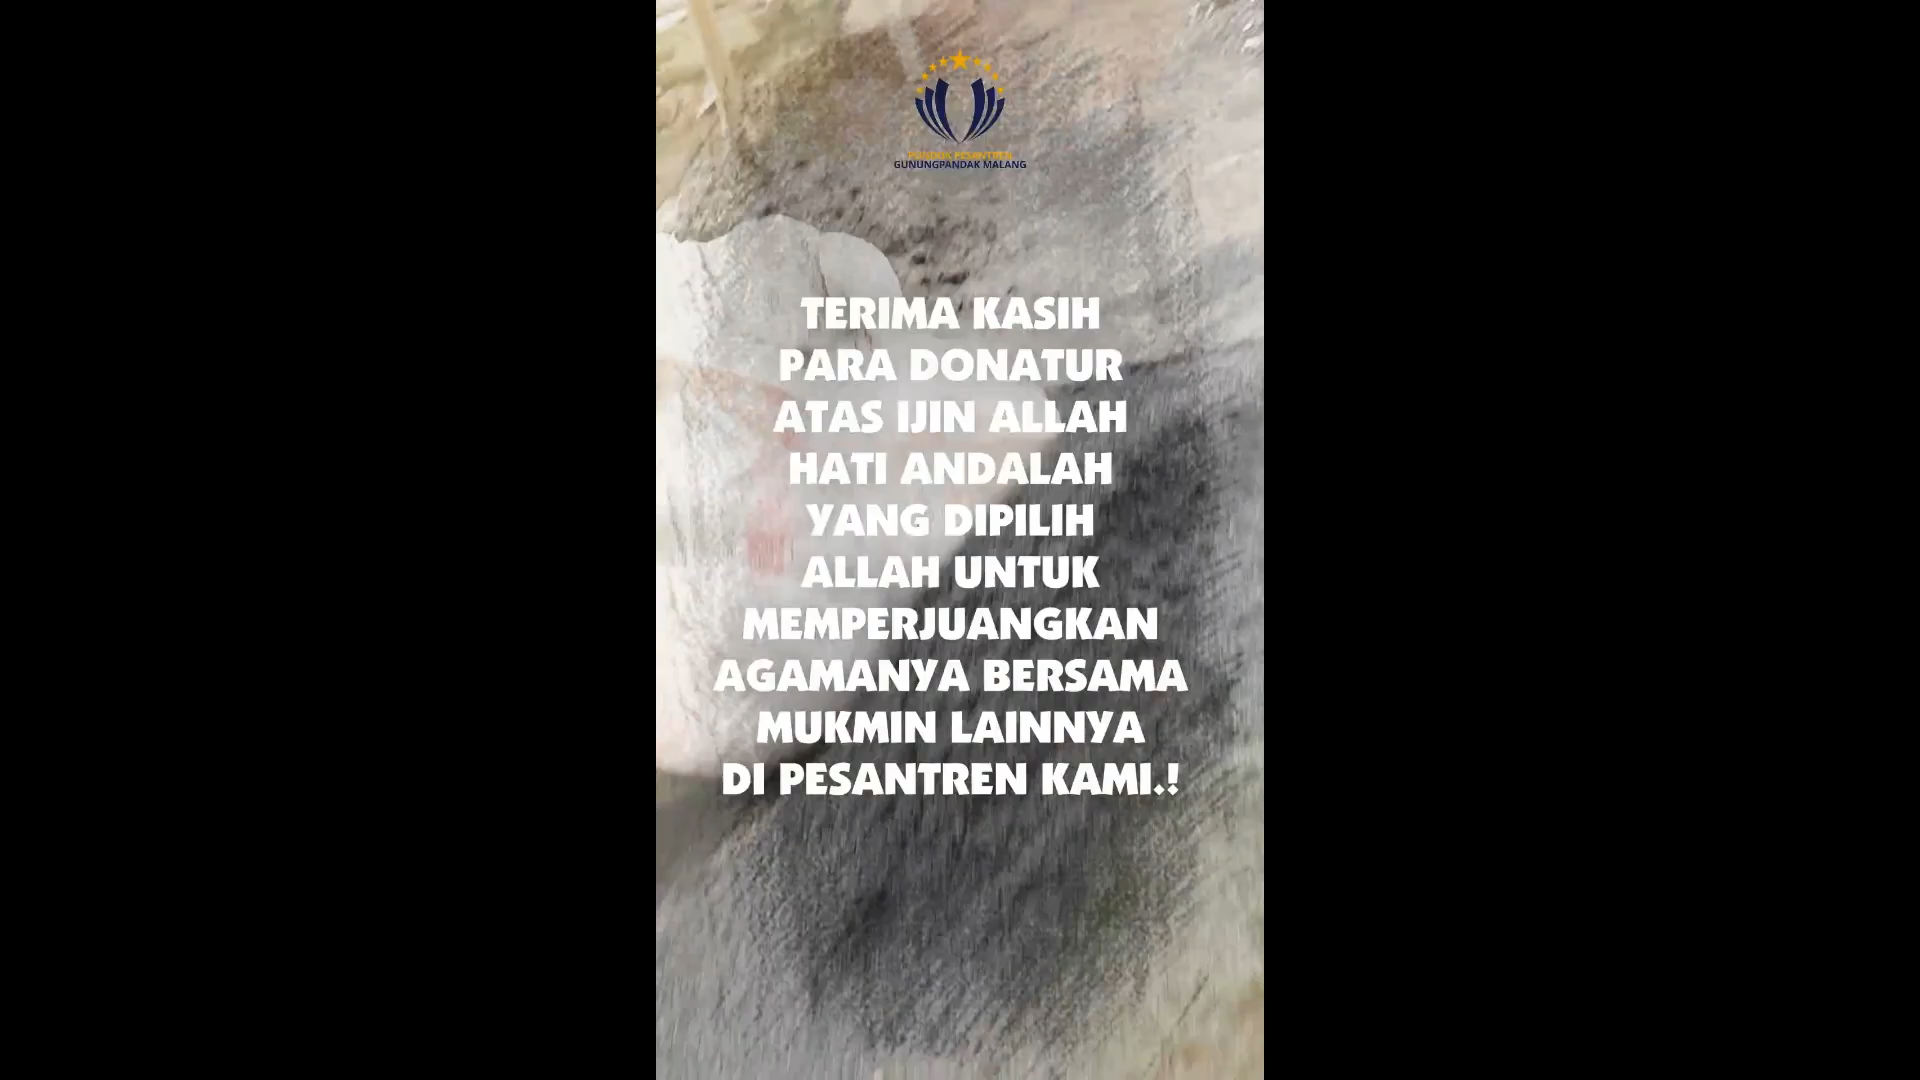 PONDOK PESANTREN
GUNUNGPANDAK MALANG
TERIMA KASIH
PARA DONATUR
ATAS IJIN ALLAH
HATI ANDALAH
YANG DIPILIH
ALLAH UNTUK
MEMPERJUANGKAN
AGAMANYA BERSAMA
MUKMIN LAINNYA
DI PESANTREN KAMI.!